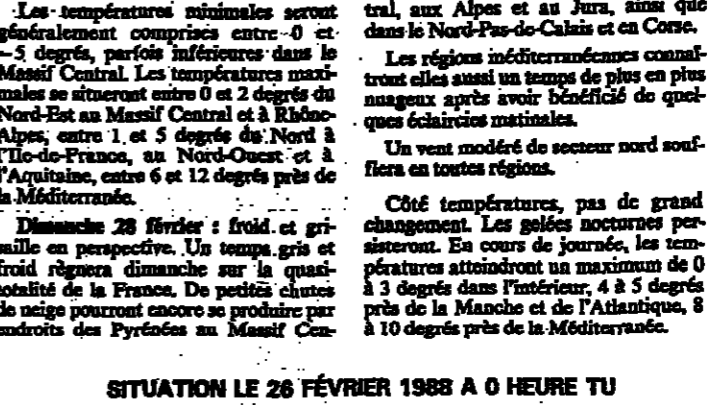 Les températures minimales seront
généralement comprises entre 0 et
-5 degrés, parfois inférieures dans le
Massif Central. Les températures maxi-
males se situeront entre 0 et 2 degrés du
Nord-Est au Massif Central et à Rhône-
Alpes, entre 1 et 5 degrés du Nord à
l'Ile-de-France, au Nord-Ouest et à
l'Aquitaine, entre 6 et 12 degrés près de
la Méditerranée.
Dimanche 28 février : froid et gri-
saille en perspective. Un temps gris et
froid règnera dimanche sur la quasi-
totalité de la France. De petites chutes
de neige pourront encore se produire par
endroits des Pyrénées au Massif Cen-
tral, aux Alpes et au Jura, ainsi que
dans le Nord-Pas-de-Calais et en Corse.
Les régions méditerranéennes connaî-
tront elles aussi un temps de plus en plus
nuageux après avoir bénéficié de quel-
ques éclaircies matinales.
Un vent modéré de secteur nord souf-
flera en toutes régions.
Côté températures, pas de grand
changement. Les gelées nocturnes per-
sisteront. En cours de journée, les tem-
pératures atteindront un maximum de 0
à 3 degrés dans l'intérieur, 4 à 5 degrés
près de la Manche et de l'Atlantique, 8
à 10 degrés près de la Méditerranée.
SITUATION LE 26 FÉVRIER 1988 A 0 HEURE TU